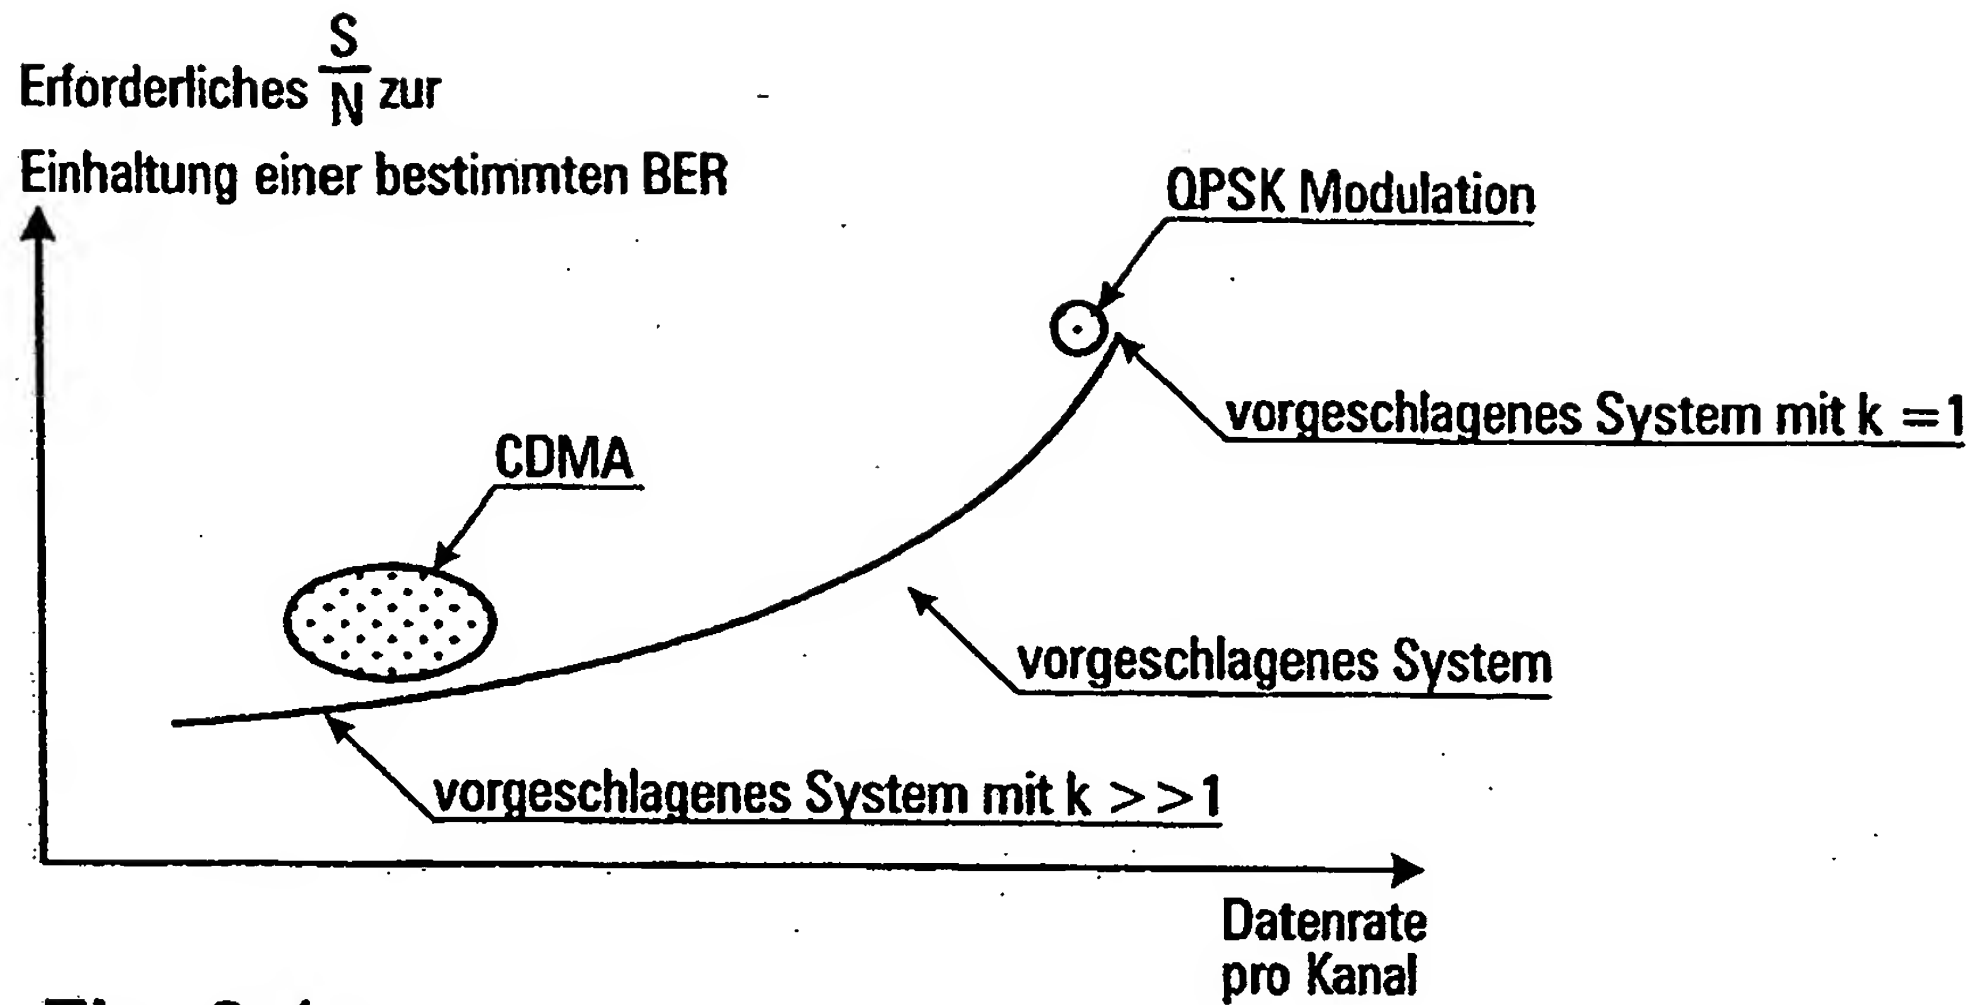 Erforderliches S/N zur
Einhaltung einer bestimmten BER
QPSK Modulation
vorgeschlagenes System mit k =1
CDMA
vorgeschlagenes System
vorgeschlagenes System mit k >>1
Datenrate
pro Kanal